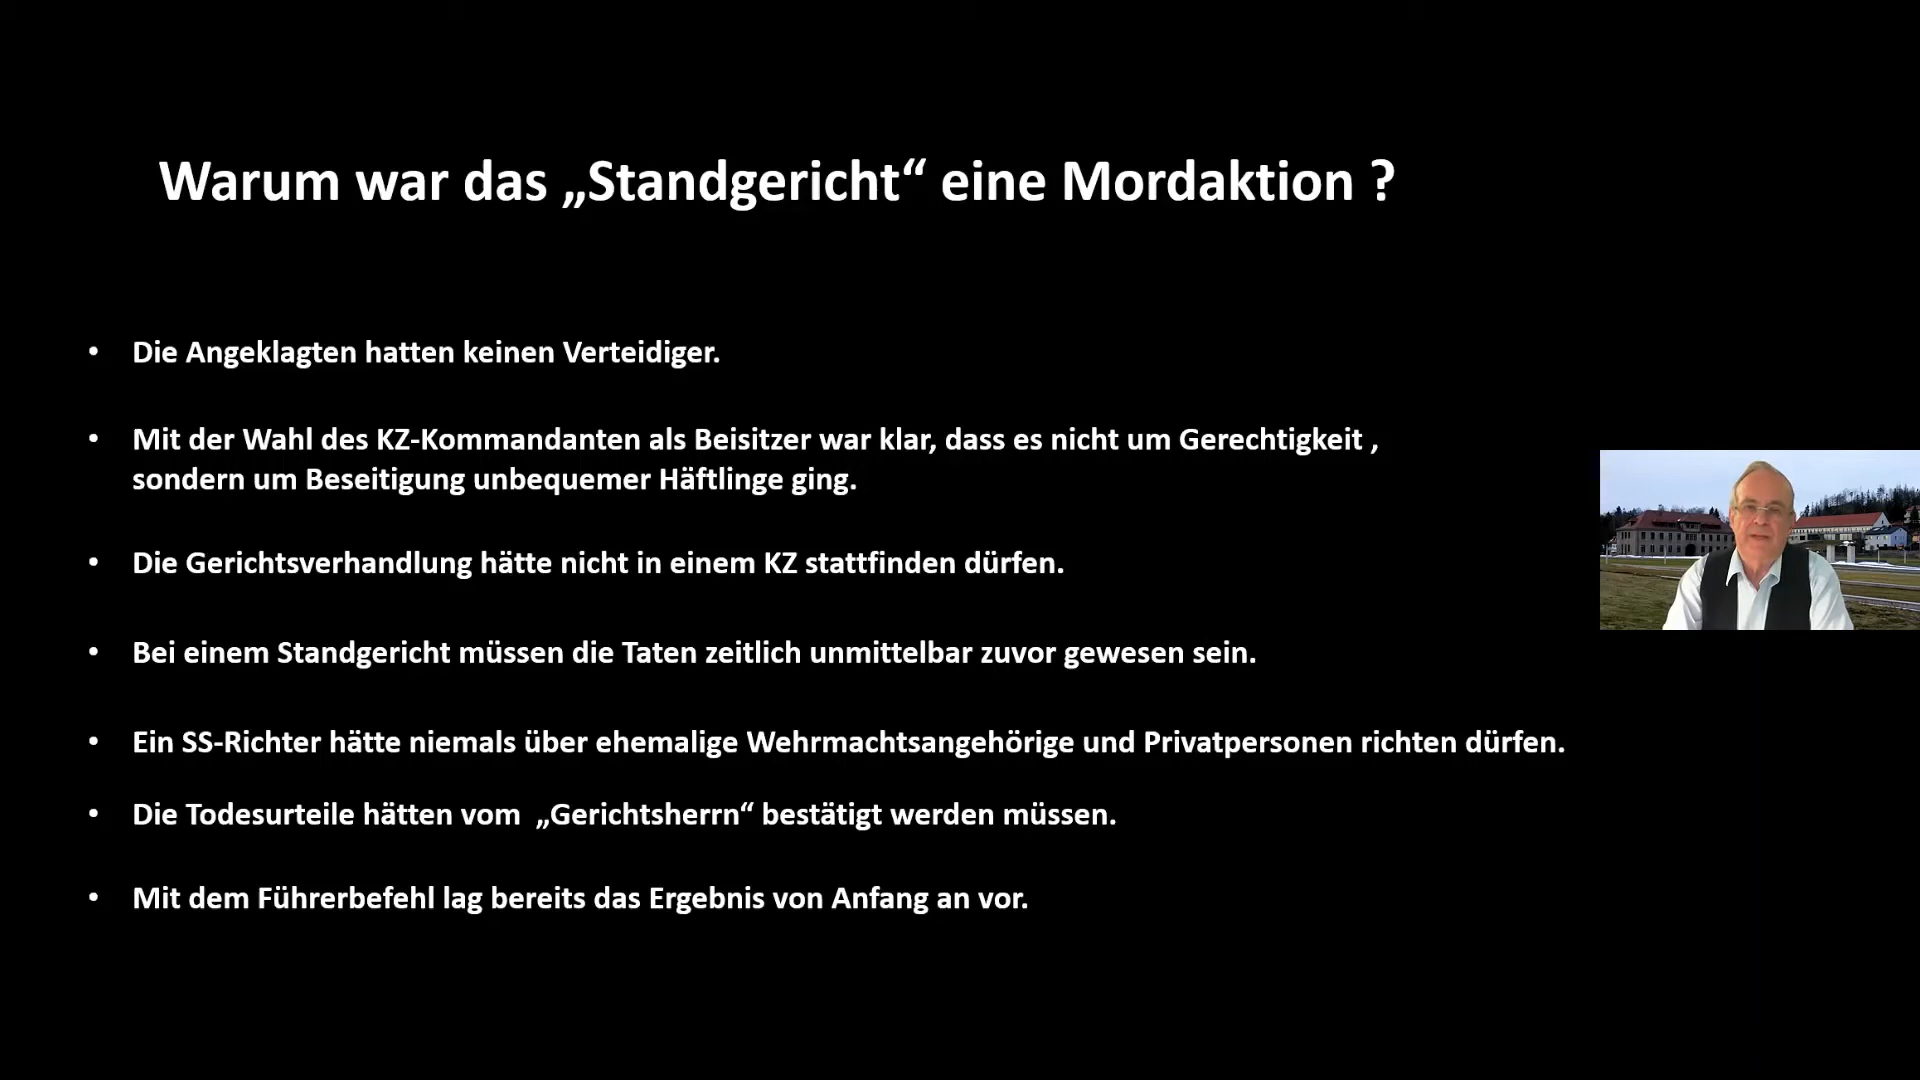 Warum war das „Standgericht“ eine Mordaktion ?
• Die Angeklagten hatten keinen Verteidiger.
• Mit der Wahl des KZ-Kommandanten als Beisitzer war klar, dass es nicht um Gerechtigkeit ,
sondern um Beseitigung unbequemer Häftlinge ging.
• Die Gerichtsverhandlung hätte nicht in einem KZ stattfinden dürfen.
• Bei einem Standgericht müssen die Taten zeitlich unmittelbar zuvor gewesen sein.
• Ein SS-Richter hätte niemals über ehemalige Wehrmachtsangehörige und Privatpersonen richten dürfen.
• Die Todesurteile hätten vom „Gerichtsherrn“ bestätigt werden müssen.
• Mit dem Führerbefehl lag bereits das Ergebnis von Anfang an vor.